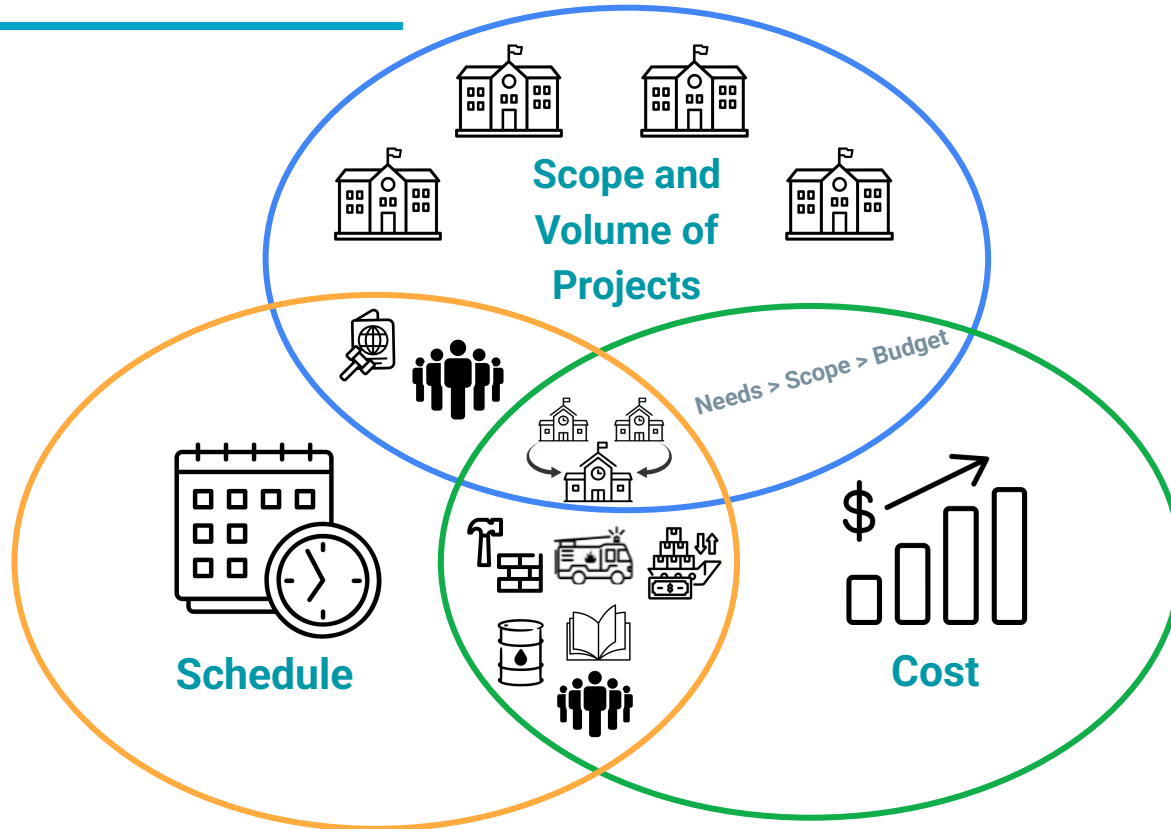 Scope and
Volume of
Projects
Needs > Scope > Budget
$
$
Schedule
Cost